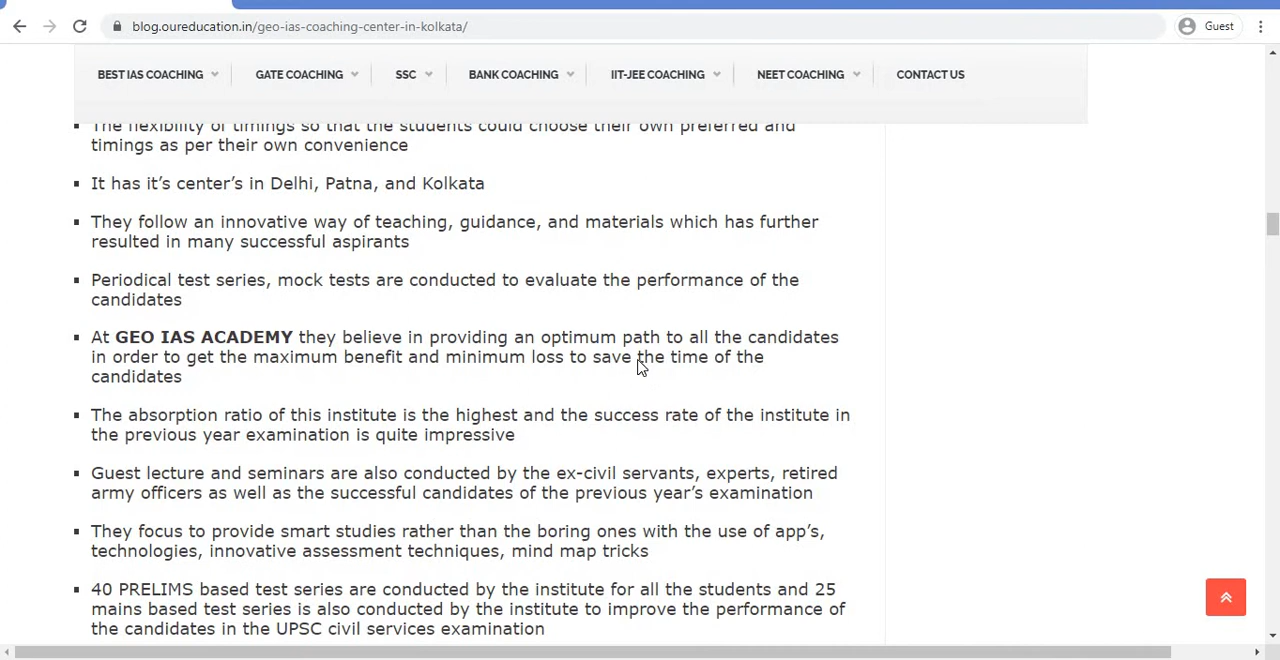 blog.oureducation.in/geo-ias-coaching-center-in-kolkata/
Guest
BEST IAS COACHING
GATE COACHING
SSC
BANK COACHING
IIT-JEE COACHING
NEET COACHING
CONTACT US
The flexibility of timings so that the students could choose their own preferred and
timings as per their own convenience
It has it’s center’s in Delhi, Patna, and Kolkata
They follow an innovative way of teaching, guidance, and materials which has further
resulted in many successful aspirants
Periodical test series, mock tests are conducted to evaluate the performance of the
candidates
At GEO IAS ACADEMY they believe in providing an optimum path to all the candidates
in order to get the maximum benefit and minimum loss to save the time of the
candidates
The absorption ratio of this institute is the highest and the success rate of the institute in
the previous year examination is quite impressive
Guest lecture and seminars are also conducted by the ex-civil servants, experts, retired
army officers as well as the successful candidates of the previous year’s examination
They focus to provide smart studies rather than the boring ones with the use of app’s,
technologies, innovative assessment techniques, mind map tricks
40 PRELIMS based test series are conducted by the institute for all the students and 25
mains based test series is also conducted by the institute to improve the performance of
the candidates in the UPSC civil services examination